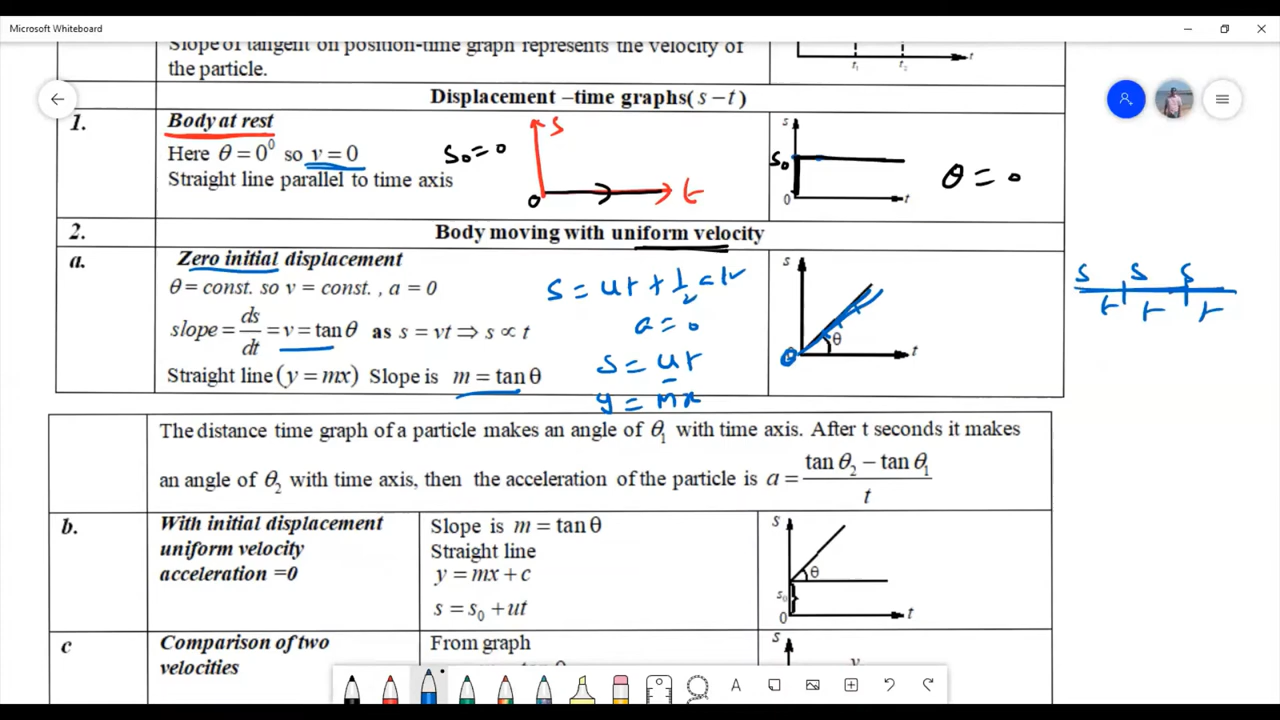 Microsoft Whiteboard
Slope of tangent on position-time graph represents the velocity of
the particle.
t₁ t₂ t
Displacement –time graphs( s – t )
1.
Body at rest
Here θ = 0⁰ so v = 0
Straight line parallel to time axis
s₀ = 0
s
0
t
s
s₀
0
t
θ = 0
2.
Body moving with uniform velocity
a.
Zero initial displacement
θ = const. so v = const. , a = 0
slope = ds/dt = v = tan θ as s = vt ⇒ s ∝ t
Straight line (y = mx) Slope is m = tan θ
s = ut + 1/2 at²
a = 0
s = ut
y = mx
s
θ
0
t
s s s
t t t
The distance time graph of a particle makes an angle of θ₁ with time axis. After t seconds it makes
an angle of θ₂ with time axis, then the acceleration of the particle is a = (tan θ₂ – tan θ₁)/t
b.
With initial displacement
uniform velocity
acceleration =0
Slope is m = tan θ
Straight line
y = mx + c
s = s₀ + ut
s
θ
s₀
0
t
c
Comparison of two
velocities
From graph
s
A